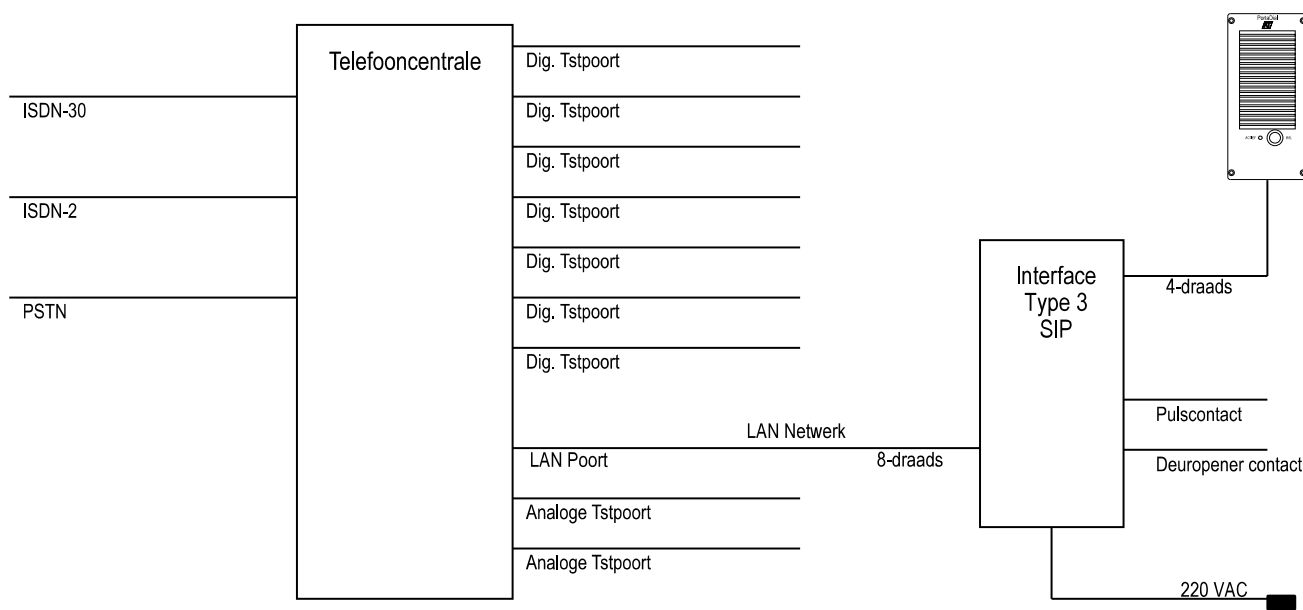 PortaDial
Telefooncentrale
Dig. Tstpoort
ISDN-30
Dig. Tstpoort
Dig. Tstpoort
ISDN-2
Dig. Tstpoort
Dig. Tstpoort
PSTN
Dig. Tstpoort
Dig. Tstpoort
LAN Netwerk
LAN Poort
8-draads
Analoge Tstpoort
Analoge Tstpoort
Interface
Type 3
SIP
4-draads
Pulscontact
Deuropener contact
220 VAC